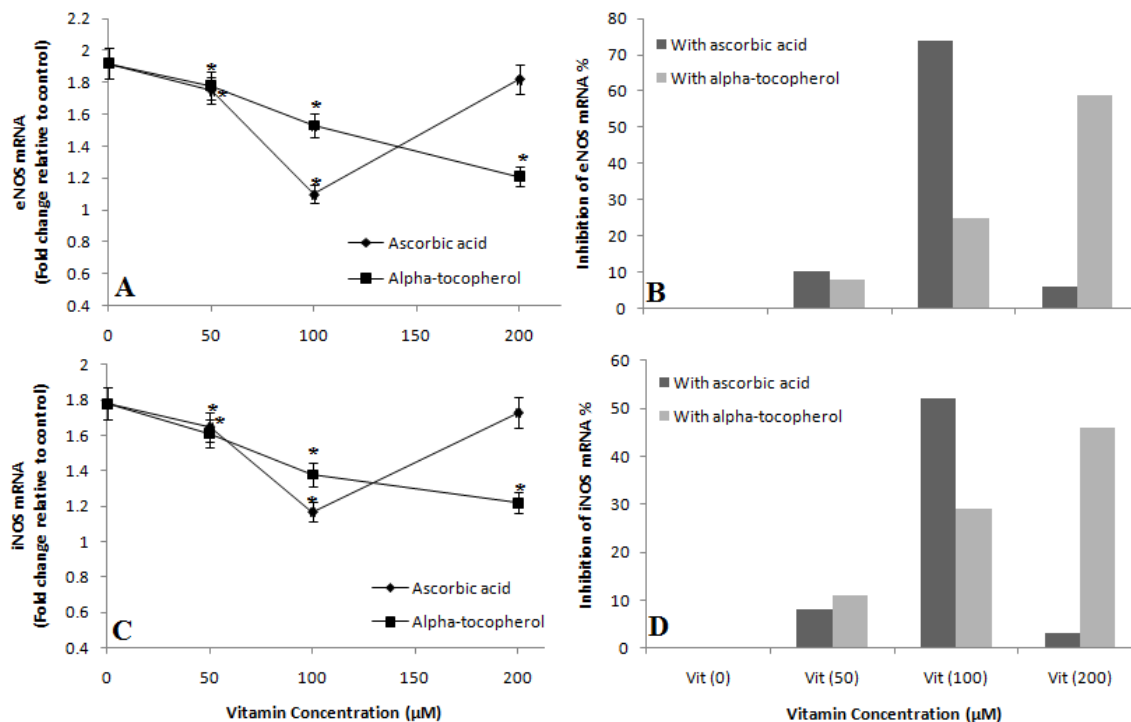 eNOS mRNA
(Fold change relative to control)
2.2
2
1.8
1.6
1.4
1.2
1
0.8
0.6
0.4
*
*
*
*
*
Ascorbic acid
Alpha-tocopherol
A
0 50 100 150 200
Inhibition of eNOS mRNA %
80
70
60
50
40
30
20
10
0
With ascorbic acid
With alpha-tocopherol
B
iNOS mRNA
(Fold change relative to control)
2
1.8
1.6
1.4
1.2
1
0.8
0.6
0.4
*
*
*
*
*
Ascorbic acid
Alpha-tocopherol
C
0 50 100 150 200
Vitamin Concentration (µM)
Inhibition of iNOS mRNA %
60
50
40
30
20
10
0
With ascorbic acid
With alpha-tocopherol
D
Vit (0) Vit (50) Vit (100) Vit (200)
Vitamin Concentration (µM)